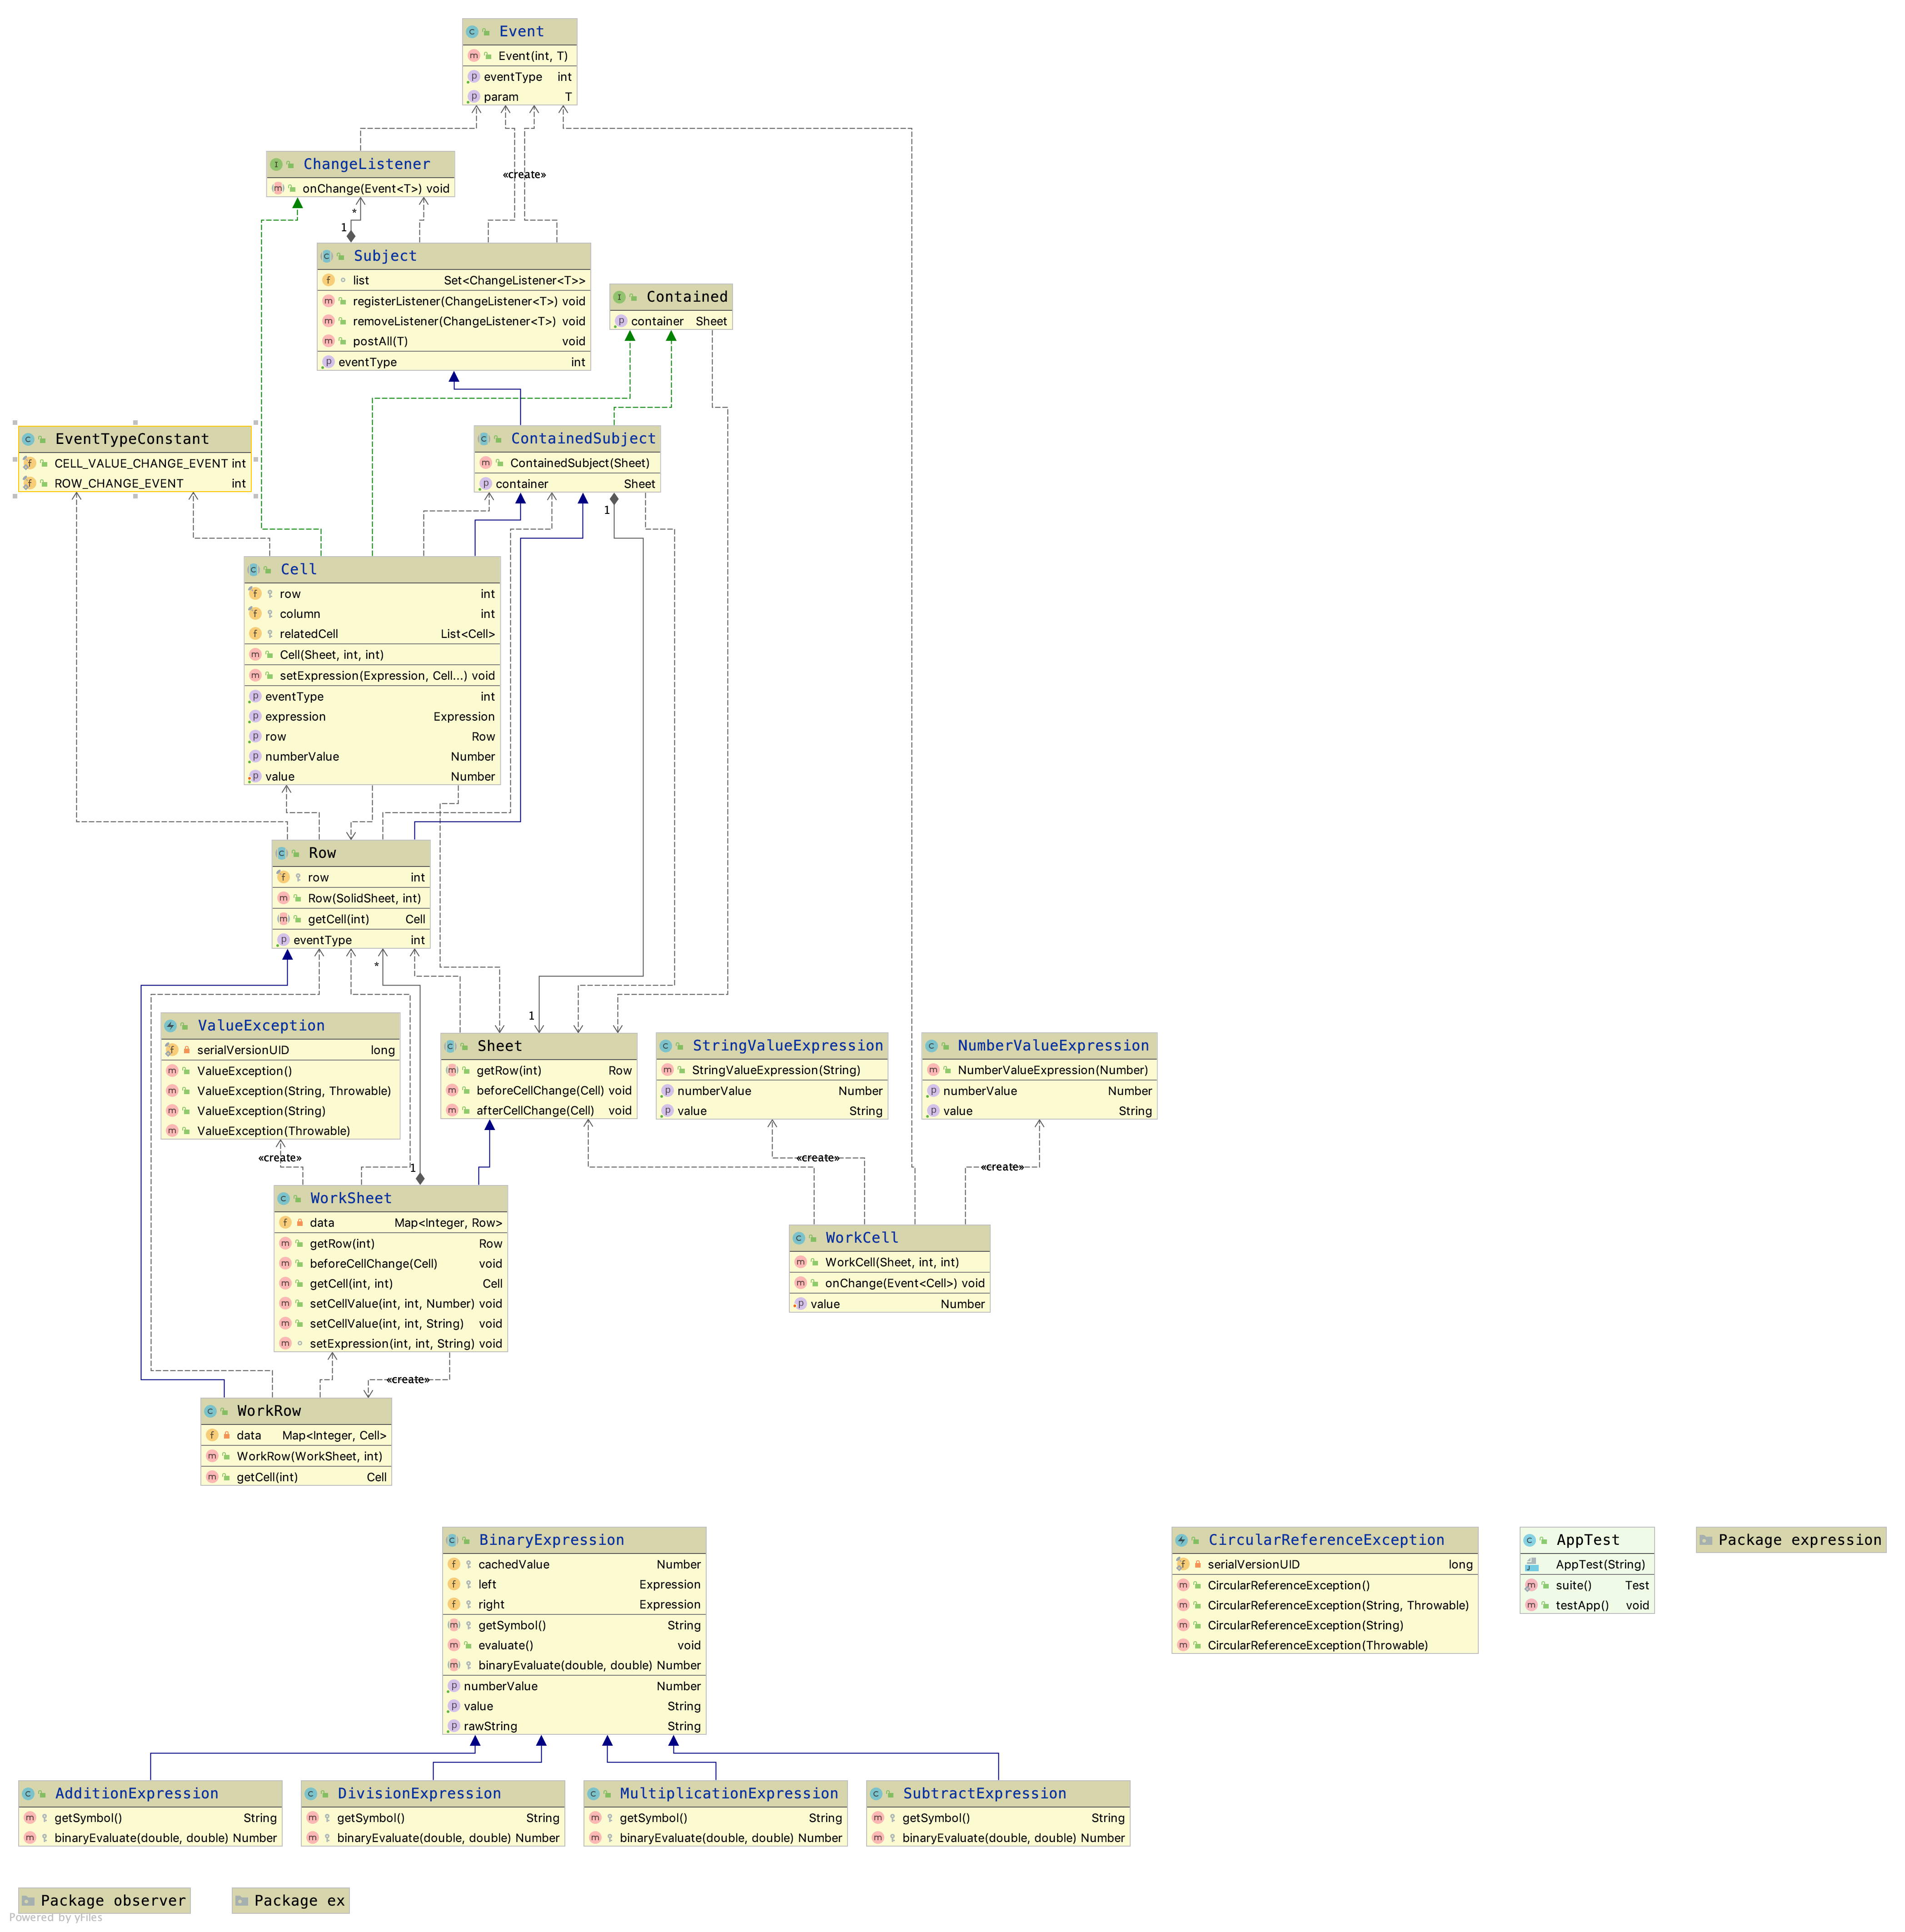 Event
Event(int, T)
eventType int
param T
ChangeListener
onChange(Event<T>) void
«create»
*
1
Subject
list Set<ChangeListener<T>>
registerListener(ChangeListener<T>) void
removeListener(ChangeListener<T>) void
postAll(T) void
eventType int
Contained
container Sheet
EventTypeConstant
CELL_VALUE_CHANGE_EVENT int
ROW_CHANGE_EVENT int
ContainedSubject
ContainedSubject(Sheet)
container Sheet
1
Cell
row int
column int
relatedCell List<Cell>
Cell(Sheet, int, int)
setExpression(Expression, Cell...) void
eventType int
expression Expression
row Row
numberValue Number
value Number
Row
row int
Row(SolidSheet, int)
getCell(int) Cell
eventType int
*
1
ValueException
serialVersionUID long
ValueException()
ValueException(String, Throwable)
ValueException(String)
ValueException(Throwable)
Sheet
getRow(int) Row
beforeCellChange(Cell) void
afterCellChange(Cell) void
StringValueExpression
StringValueExpression(String)
numberValue Number
value String
NumberValueExpression
NumberValueExpression(Number)
numberValue Number
value String
«create»
1
«create»
«create»
WorkSheet
data Map<Integer, Row>
getRow(int) Row
beforeCellChange(Cell) void
getCell(int, int) Cell
setCellValue(int, int, Number) void
setCellValue(int, int, String) void
setExpression(int, int, String) void
WorkCell
WorkCell(Sheet, int, int)
onChange(Event<Cell>) void
value Number
«create»
WorkRow
data Map<Integer, Cell>
WorkRow(WorkSheet, int)
getCell(int) Cell
BinaryExpression
cachedValue Number
left Expression
right Expression
getSymbol() String
evaluate() void
binaryEvaluate(double, double) Number
numberValue Number
value String
rawString String
CircularReferenceException
serialVersionUID long
CircularReferenceException()
CircularReferenceException(String, Throwable)
CircularReferenceException(String)
CircularReferenceException(Throwable)
AppTest
AppTest(String)
suite() Test
testApp() void
Package expression
AdditionExpression
getSymbol() String
binaryEvaluate(double, double) Number
DivisionExpression
getSymbol() String
binaryEvaluate(double, double) Number
MultiplicationExpression
getSymbol() String
binaryEvaluate(double, double) Number
SubtractExpression
getSymbol() String
binaryEvaluate(double, double) Number
Package observer
Package ex
Powered by yFiles